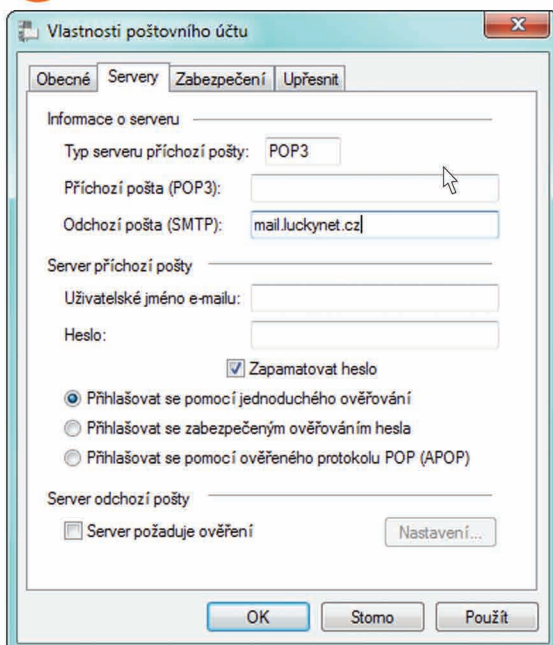 Vlastnosti poštovního účtu
Obecné Servery Zabezpečení Upřesnit
Informace o serveru
Typ serveru příchozí pošty: POP3
Příchozí pošta (POP3):
Odchozí pošta (SMTP): mail.luckynet.cz
Server příchozí pošty
Uživatelské jméno e-mailu:
Heslo:
Zapamatovat heslo
Přihlašovat se pomocí jednoduchého ověřování
Přihlašovat se zabezpečeným ověřováním hesla
Přihlašovat se pomocí ověřeného protokolu POP (APOP)
Server odchozí pošty
Server požaduje ověření Nastavení...
OK Storno Použít